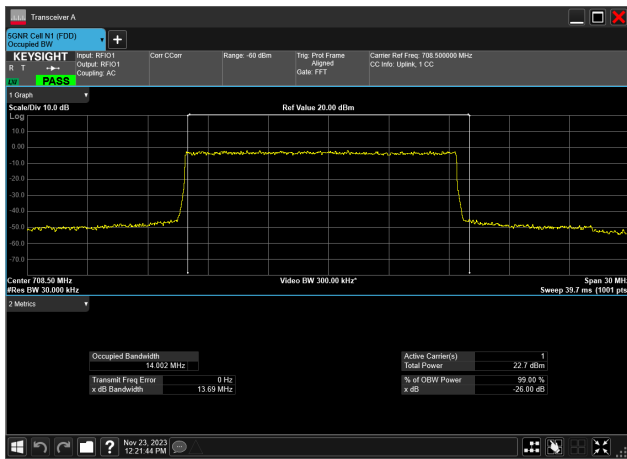 Transceiver A
5GNR Cell N1 (FDD)
Occupied BW
KEYSIGHT
R T
LNI
PASS
Input: RFIO1
Output: RFIO1
Coupling: AC
Corr CCorr
Range: -60 dBm
Trig: Prot Frame
Aligned
Gate: FFT
Carrier Ref Freq: 708.500000 MHz
CC Info: Uplink, 1 CC
1 Graph
Scale/Div 10.0 dB
Ref Value 20.00 dBm
Log
10.0
0.00
-10.0
-20.0
-30.0
-40.0
-50.0
-60.0
-70.0
Center 708.50 MHz
Video BW 300.00 kHz*
Span 30 MHz
#Res BW 30.000 kHz
Sweep 39.7 ms (1001 pts
2 Metrics
Occupied Bandwidth
14.002 MHz
Transmit Freq Error 0 Hz
x dB Bandwidth 13.69 MHz
Active Carrier(s) 1
Total Power 22.7 dBm
% of OBW Power 99.00 %
x dB -26.00 dB
Nov 23, 2023
12:21:44 PM